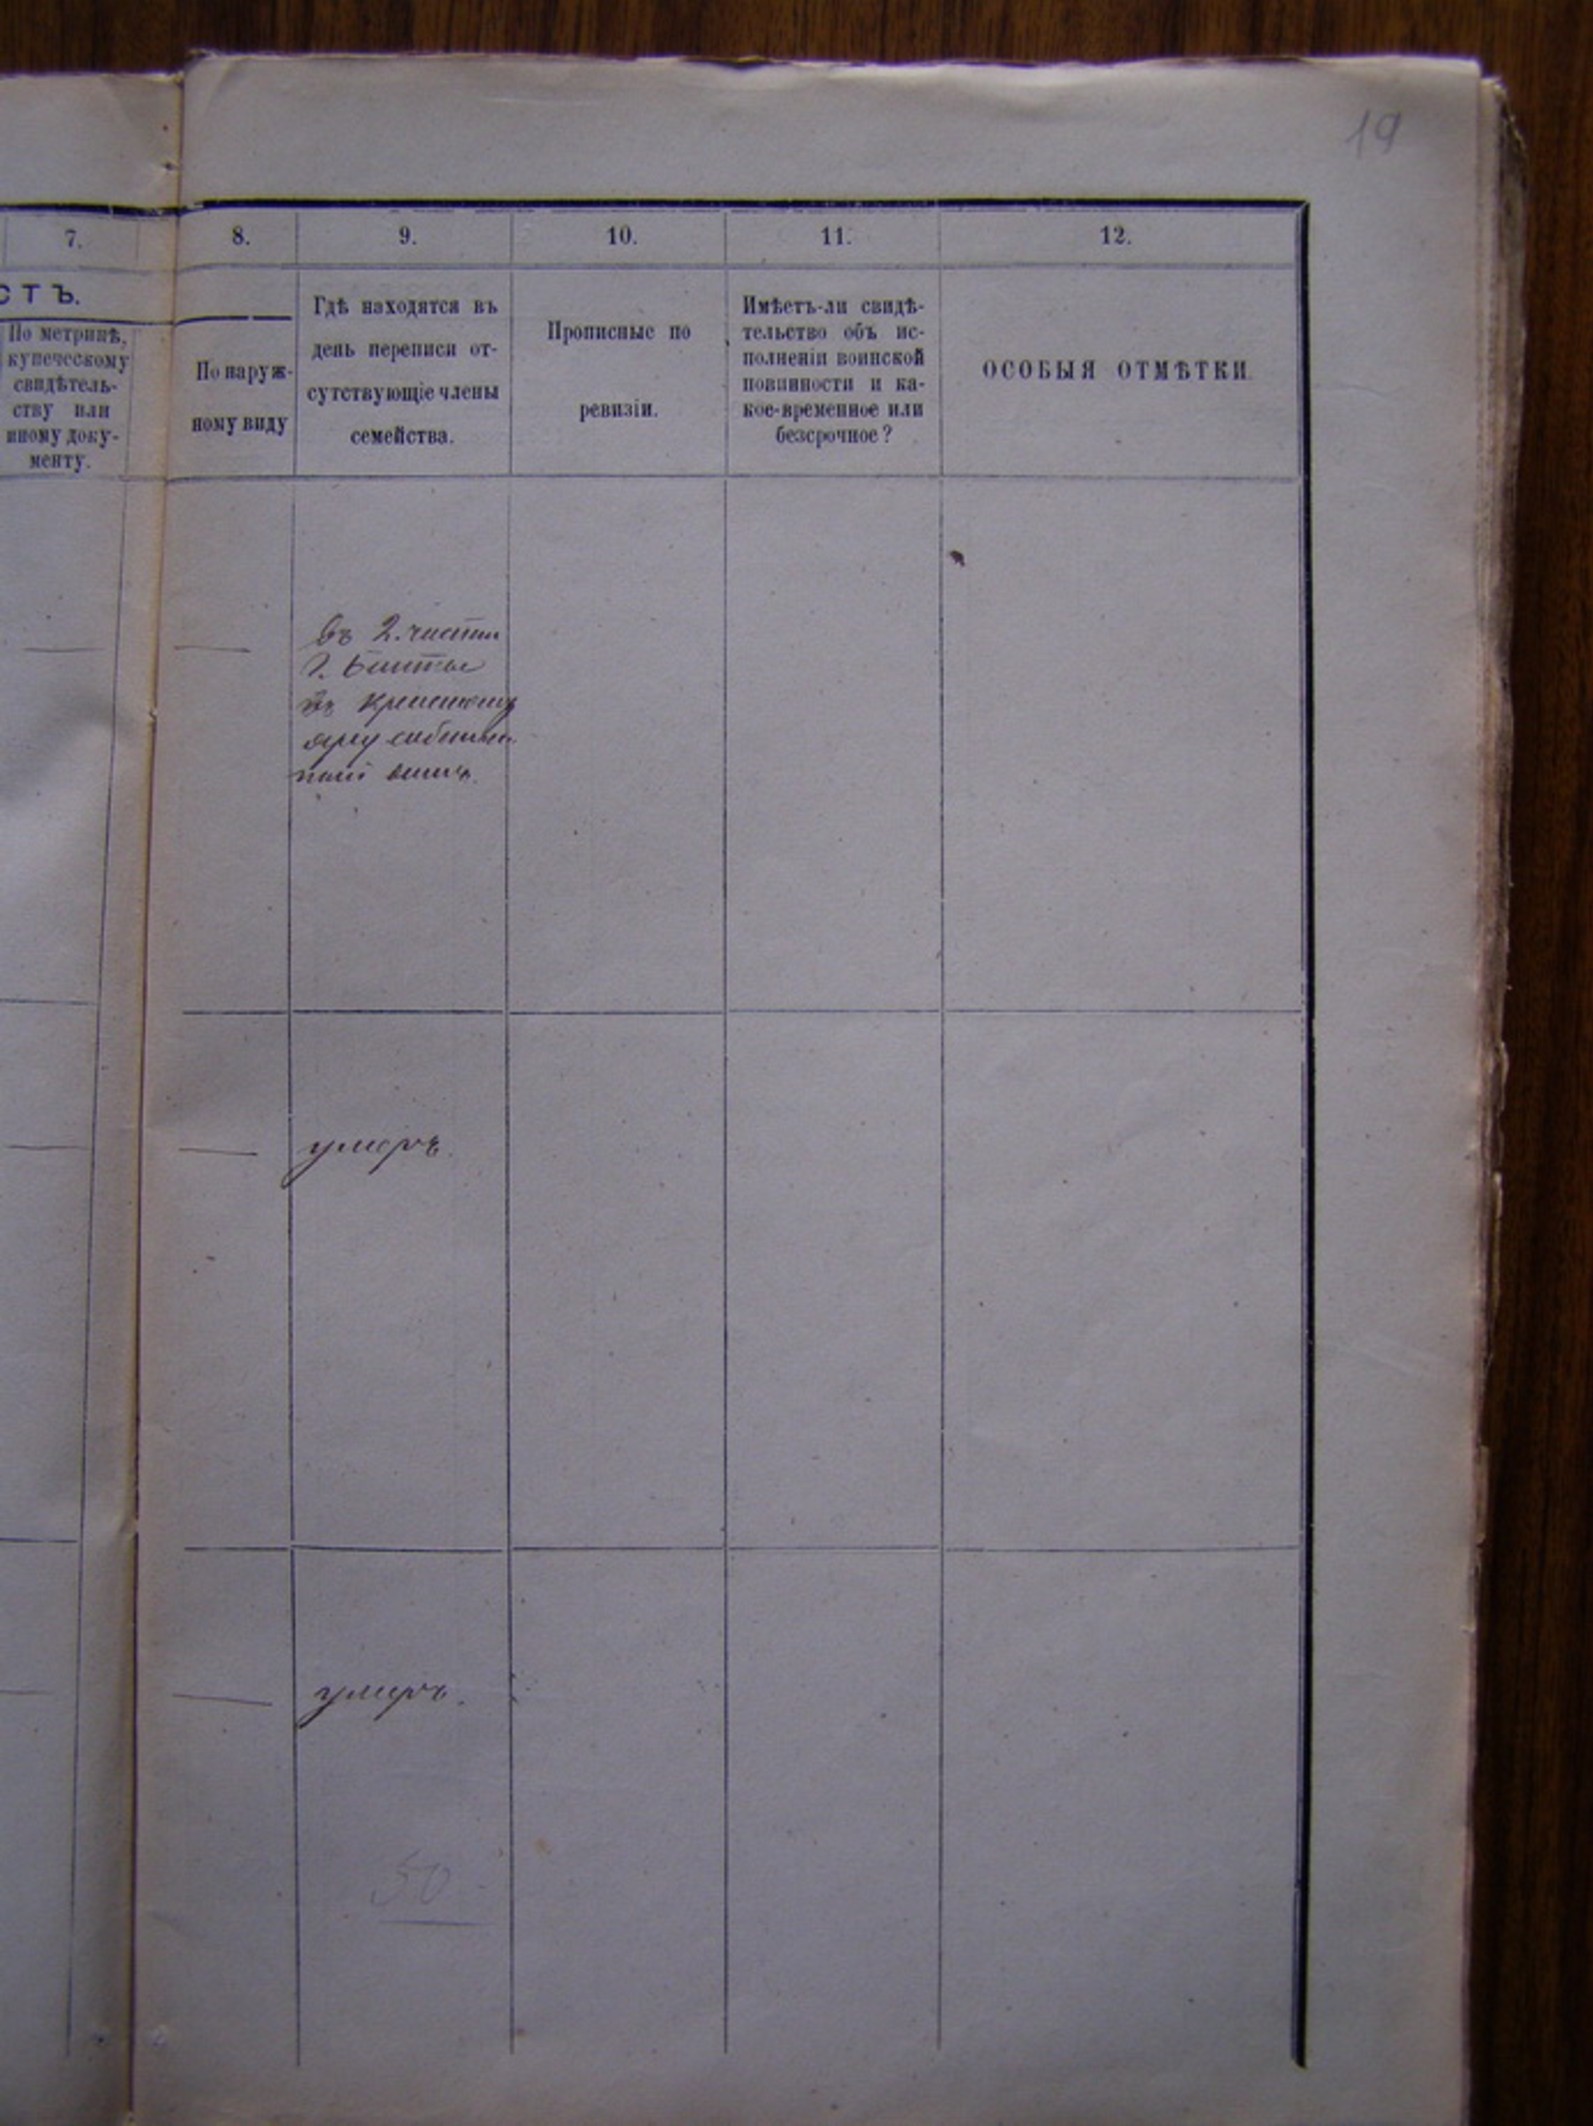 19
7.
8.
9.
10.
11.
12.
СТЪ.
По метрикѣ,
купеческому
свидѣтель-
ству или
иному доку-
менту.
По наруж-
ному виду
Гдѣ находятся въ
день переписи от-
сутствующіе члены
семейства.
Прописные по
ревизіи.
Имѣетъ-ли свидѣ-
тельство объ ис-
полненіи воинской
повинности и ка-
кое-временное или
безсрочное?
ОСОБЫЯ ОТМѢТКИ.
въ 2. части
г.
въ
умеръ.
умеръ.
50